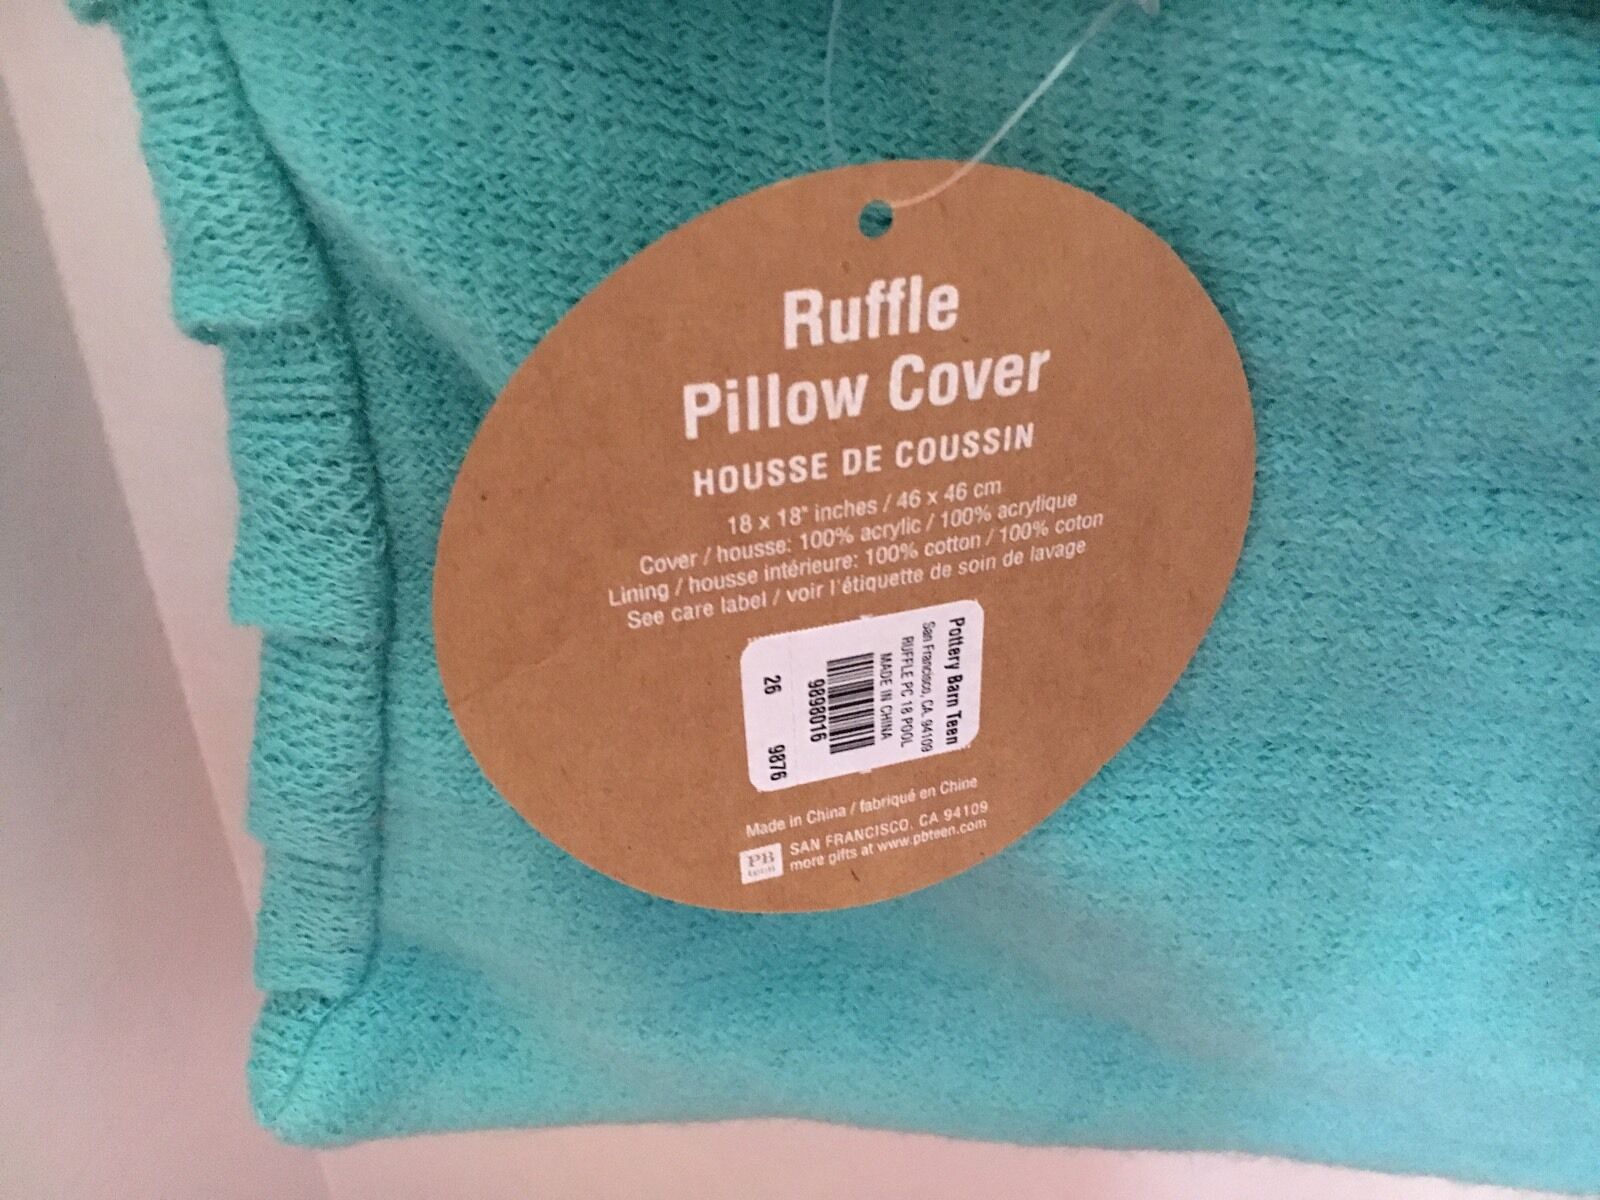 Ruffle
Pillow Cover
HOUSSE DE COUSSIN
18 x 18" inches / 46 x 46 cm
Cover / housse: 100% acrylic / 100% acrylique
Lining / housse intérieure: 100% cotton / 100% coton
See care label / voir l'étiquette de soin de lavage
Pottery Barn Teen
San Francisco, CA. 94109
RUFFLE PC 18 POOL
MADE IN CHINA
9898016
26 9876
Made in China / fabriqué en Chine
PB
teen
SAN FRANCISCO, CA 94109
more gifts at www.pbteen.com